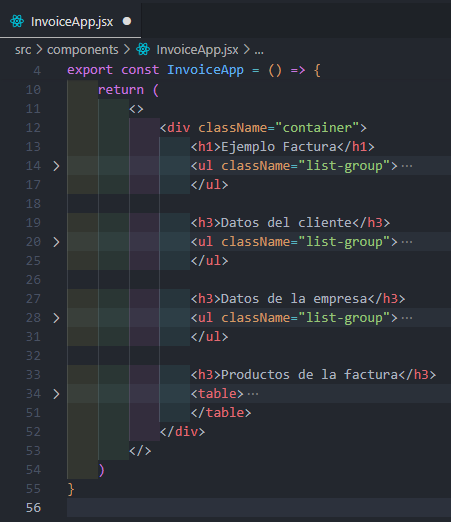 InvoiceApp.jsx ●
src > components > InvoiceApp.jsx > ...
4 export const InvoiceApp = () => {
10     return (
11         <>
12             <div className="container">
13                 <h1>Ejemplo Factura</h1>
14                 <ul className="list-group">⋯
17                 </ul>
18
19                 <h3>Datos del cliente</h3>
20                 <ul className="list-group">⋯
25                 </ul>
26
27                 <h3>Datos de la empresa</h3>
28                 <ul className="list-group">⋯
31                 </ul>
32
33                 <h3>Productos de la factura</h3>
34                 <table>⋯
51                 </table>
52             </div>
53         </>
54     )
55 }
56